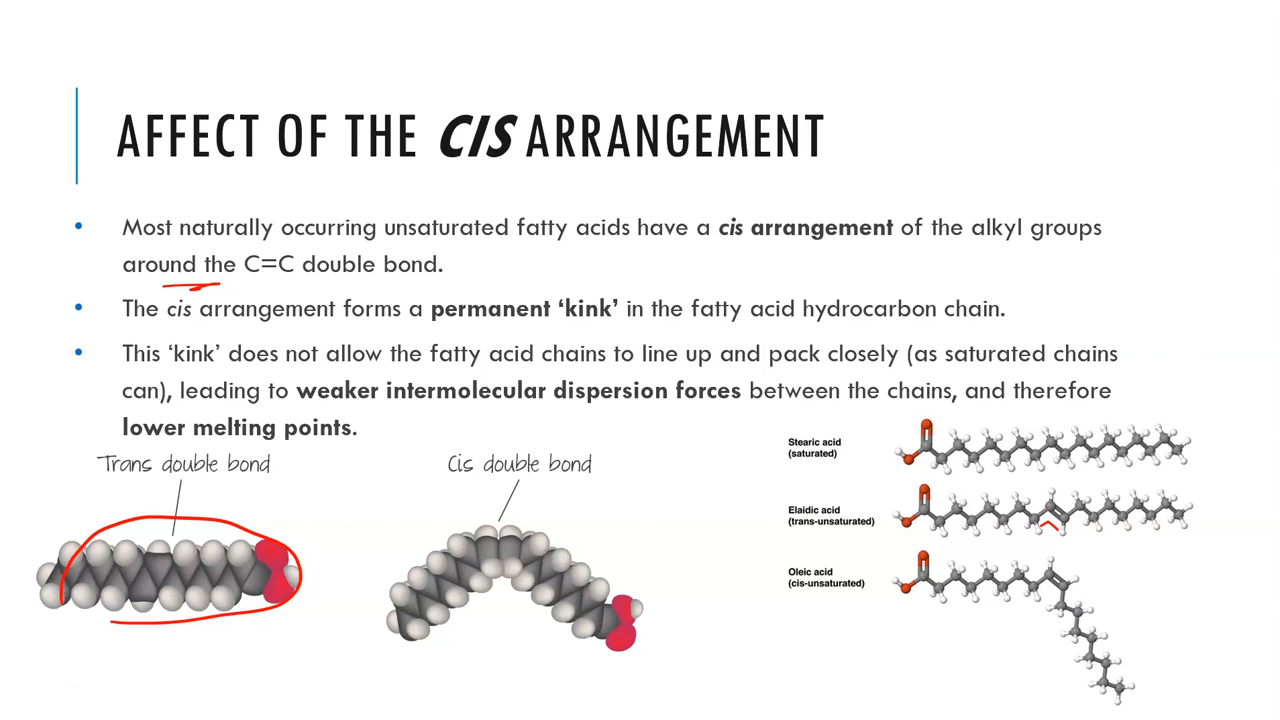 AFFECT OF THE CIS ARRANGEMENT
• Most naturally occurring unsaturated fatty acids have a cis arrangement of the alkyl groups
around the C=C double bond.
• The cis arrangement forms a permanent ‘kink’ in the fatty acid hydrocarbon chain.
• This ‘kink’ does not allow the fatty acid chains to line up and pack closely (as saturated chains
can), leading to weaker intermolecular dispersion forces between the chains, and therefore
lower melting points.
Trans double bond
Cis double bond
Stearic acid
(saturated)
Elaidic acid
(trans-unsaturated)
Oleic acid
(cis-unsaturated)